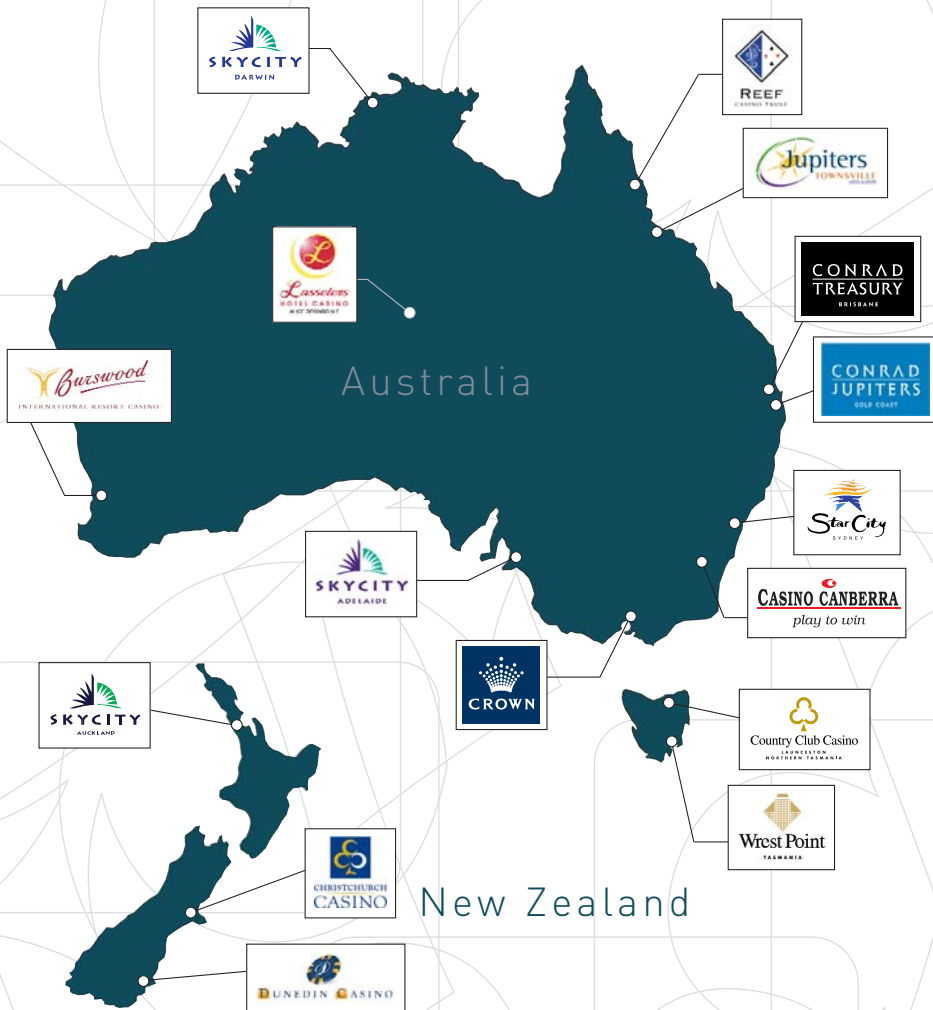 SKYCITY
DARWIN
REEF
CASINO TRUST
Jupiters
TOWNSVILLE
CONRAD
TREASURY
BRISBANE
Lasseters
HOTEL CASINO
Burswood
INTERNATIONAL RESORT CASINO
Australia
CONRAD
JUPITERS
GOLD COAST
Star City
SYDNEY
SKYCITY
ADELAIDE
CASINO CANBERRA
play to win
CROWN
SKYCITY
AUCKLAND
Country Club Casino
LAUNCESTON
NORTHERN TASMANIA
Wrest Point
TASMANIA
CHRISTCHURCH
CASINO
New Zealand
DUNEDIN CASINO